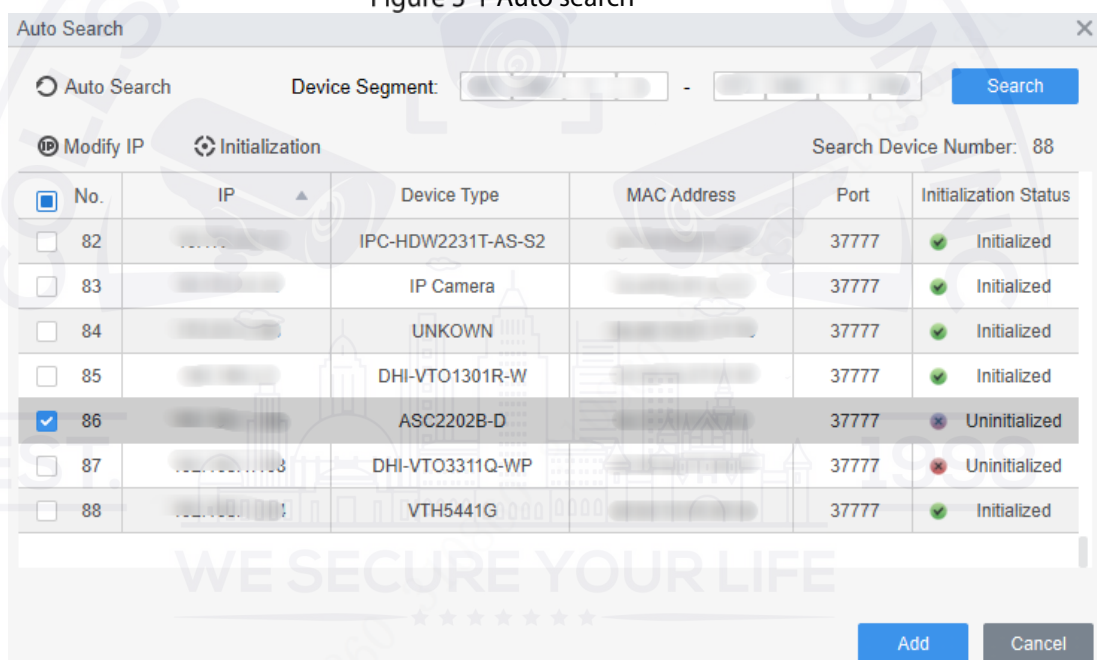 Auto search
Auto Search
Auto Search Device Segment: - Search
Modify IP Initialization Search Device Number: 88
No. IP Device Type MAC Address Port Initialization Status
82 IPC-HDW2231T-AS-S2 37777 Initialized
83 IP Camera 37777 Initialized
84 UNKOWN 37777 Initialized
85 DHI-VTO1301R-W 37777 Initialized
86 ASC2202B-D 37777 Uninitialized
87 DHI-VTO3311Q-WP 37777 Uninitialized
88 VTH5441G 37777 Initialized
EST. 1998
WE SECURE YOUR LIFE
Add Cancel